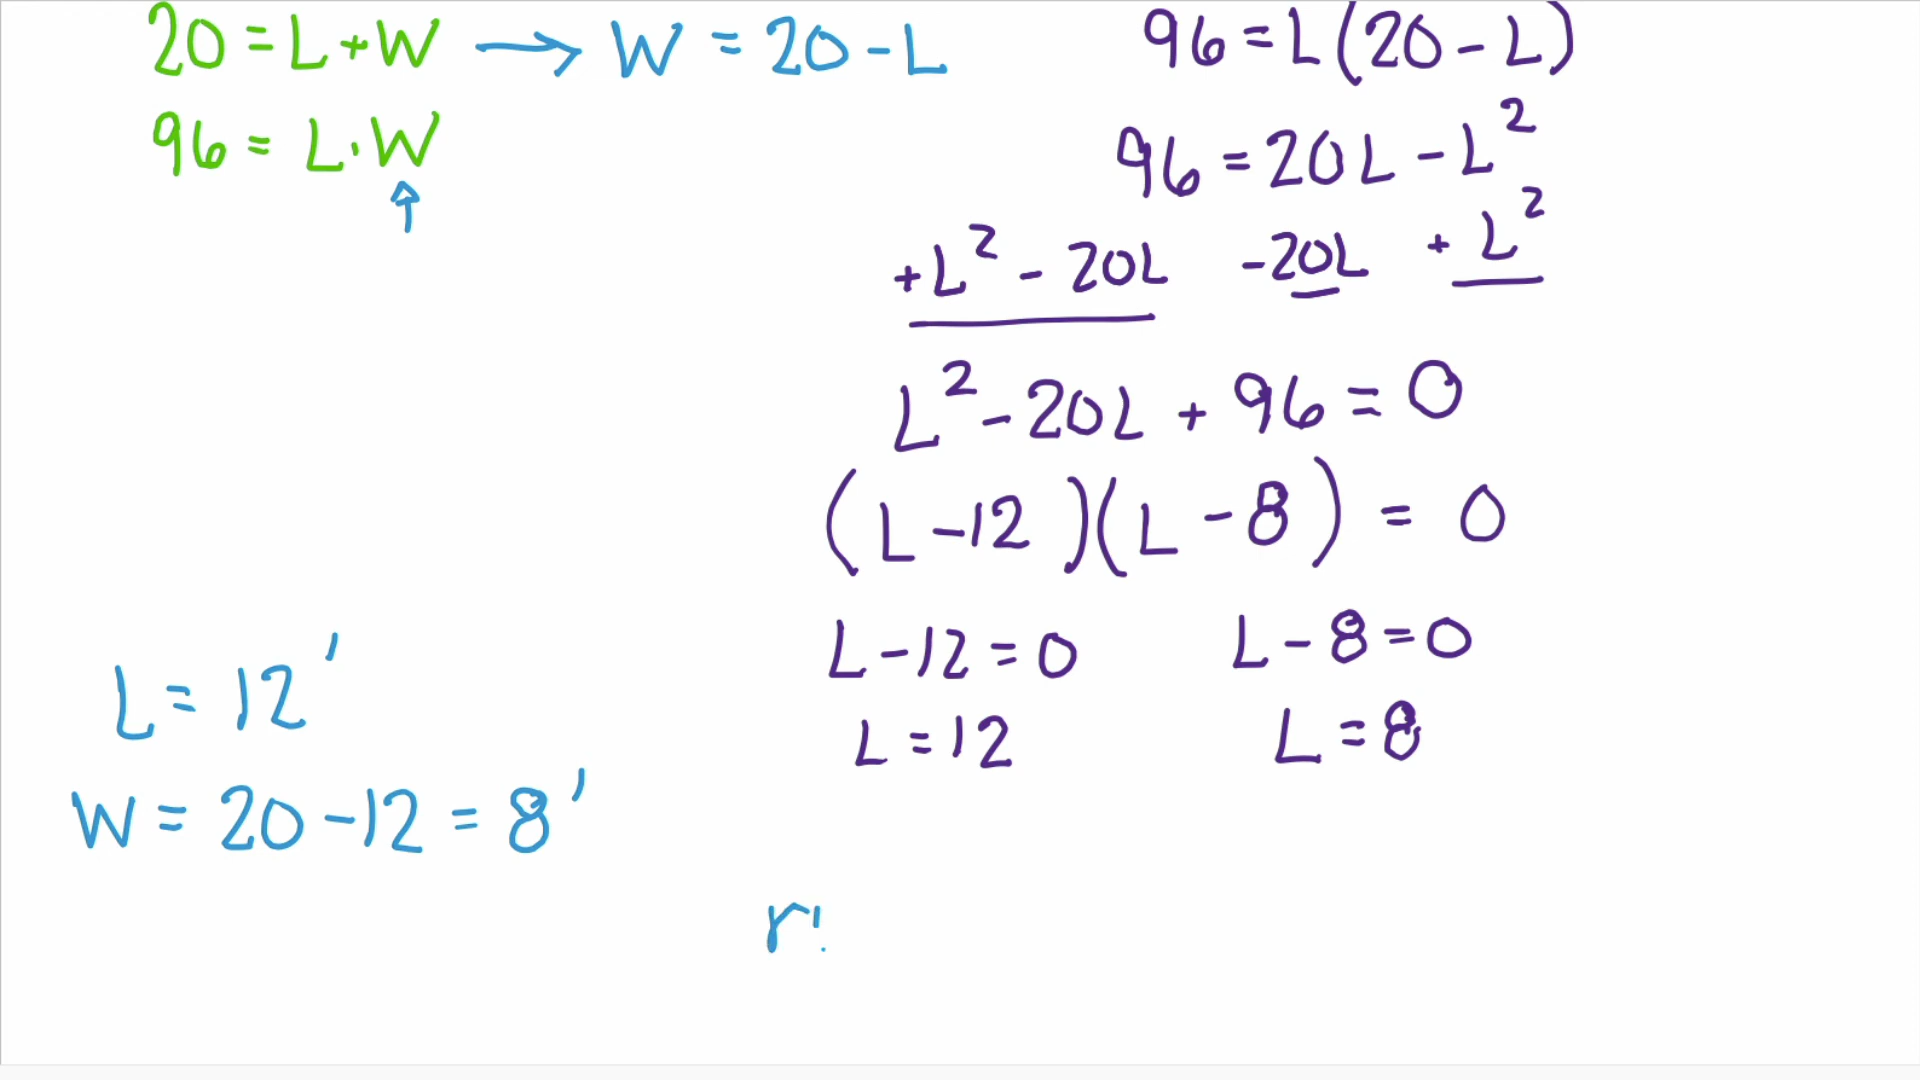 20 = L + W → W = 20 - L
96 = L · W
↑
96 = L(20 - L)
96 = 20L - L²
+L² - 20L -20L + L²
L² - 20L + 96 = 0
(L - 12)(L - 8) = 0
L - 12 = 0 L - 8 = 0
L = 12 L = 8
L = 12'
W = 20 - 12 = 8'